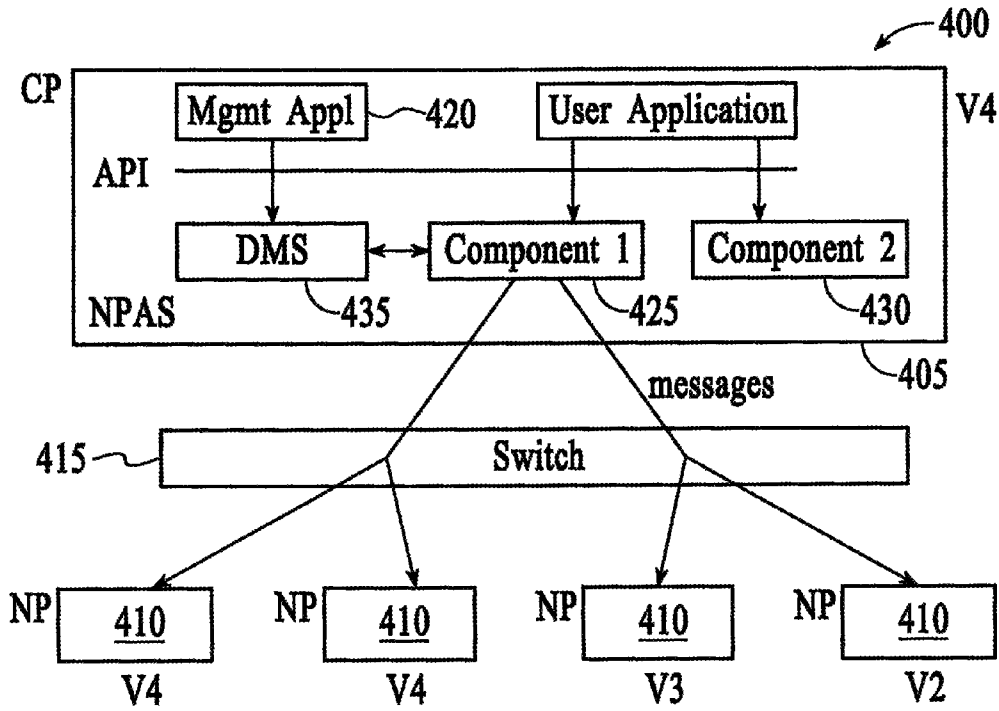 400
CP
V4
Mgmt Appl
420
User Application
API
DMS
Component 1
Component 2
NPAS
435
425
430
405
messages
415
Switch
NP
410
NP
410
NP
410
NP
410
V4
V4
V3
V2